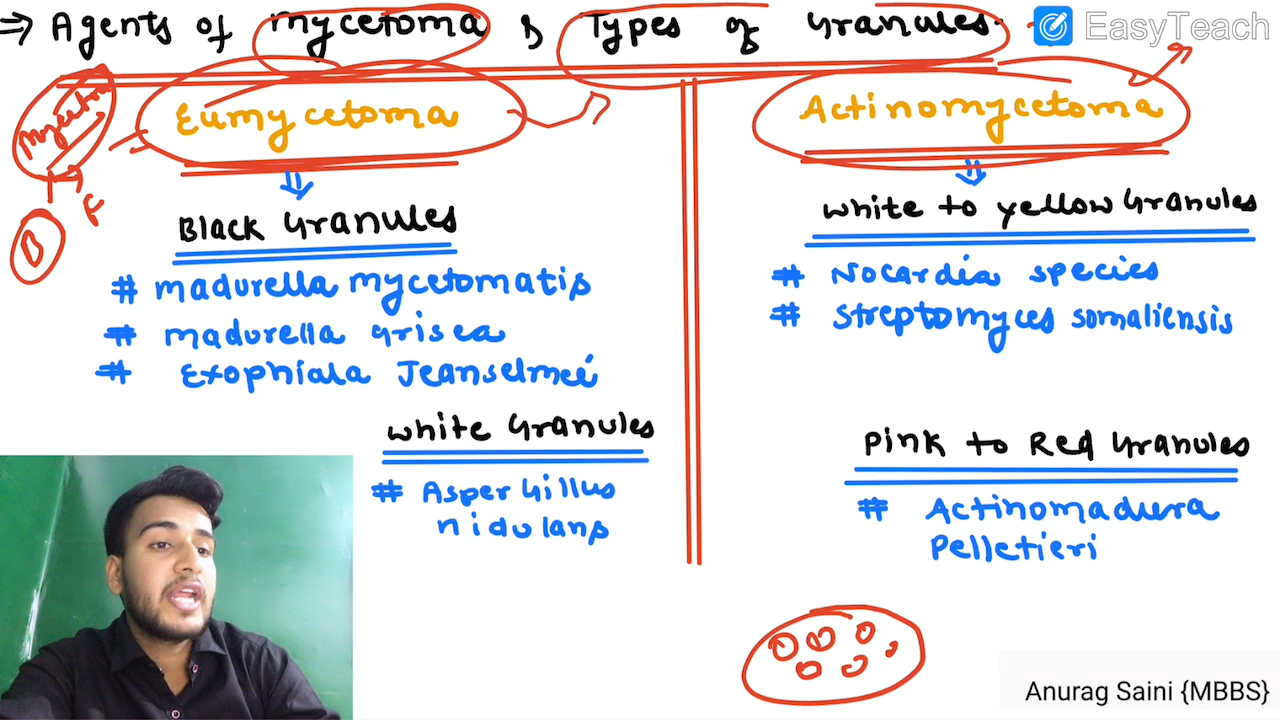 ⇒ Agents of mycetoma & Types of Granules.
EasyTeach
Eumycetoma
Actinomycetoma
B
F
Black Granules
# madurella mycetomatis
# madurella Grisea
# Exophiala Jeanselmei
white Granules
# Aspergillus
nidulans
White to yellow Granules
# Nocardia species
# Streptomyces somaliensis
Pink to Red Granules
# Actinomadura
Pelletieri
Anurag Saini {MBBS}